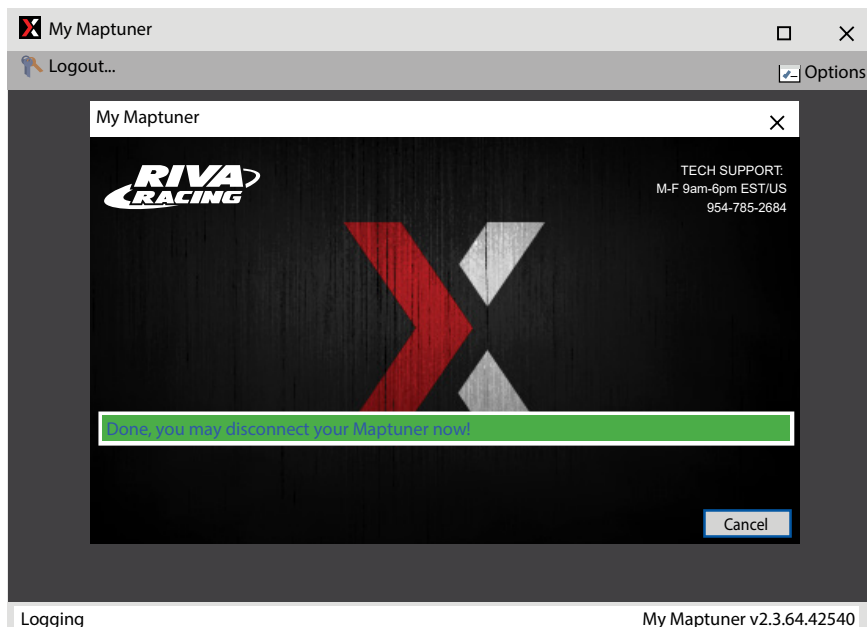 My Maptuner
Logout...
Options
My Maptuner
RIVA
RACING
TECH SUPPORT:
M-F 9am-6pm EST/US
954-785-2684
Done, you may disconnect your Maptuner now!
Cancel
Logging
My Maptuner v2.3.64.42540